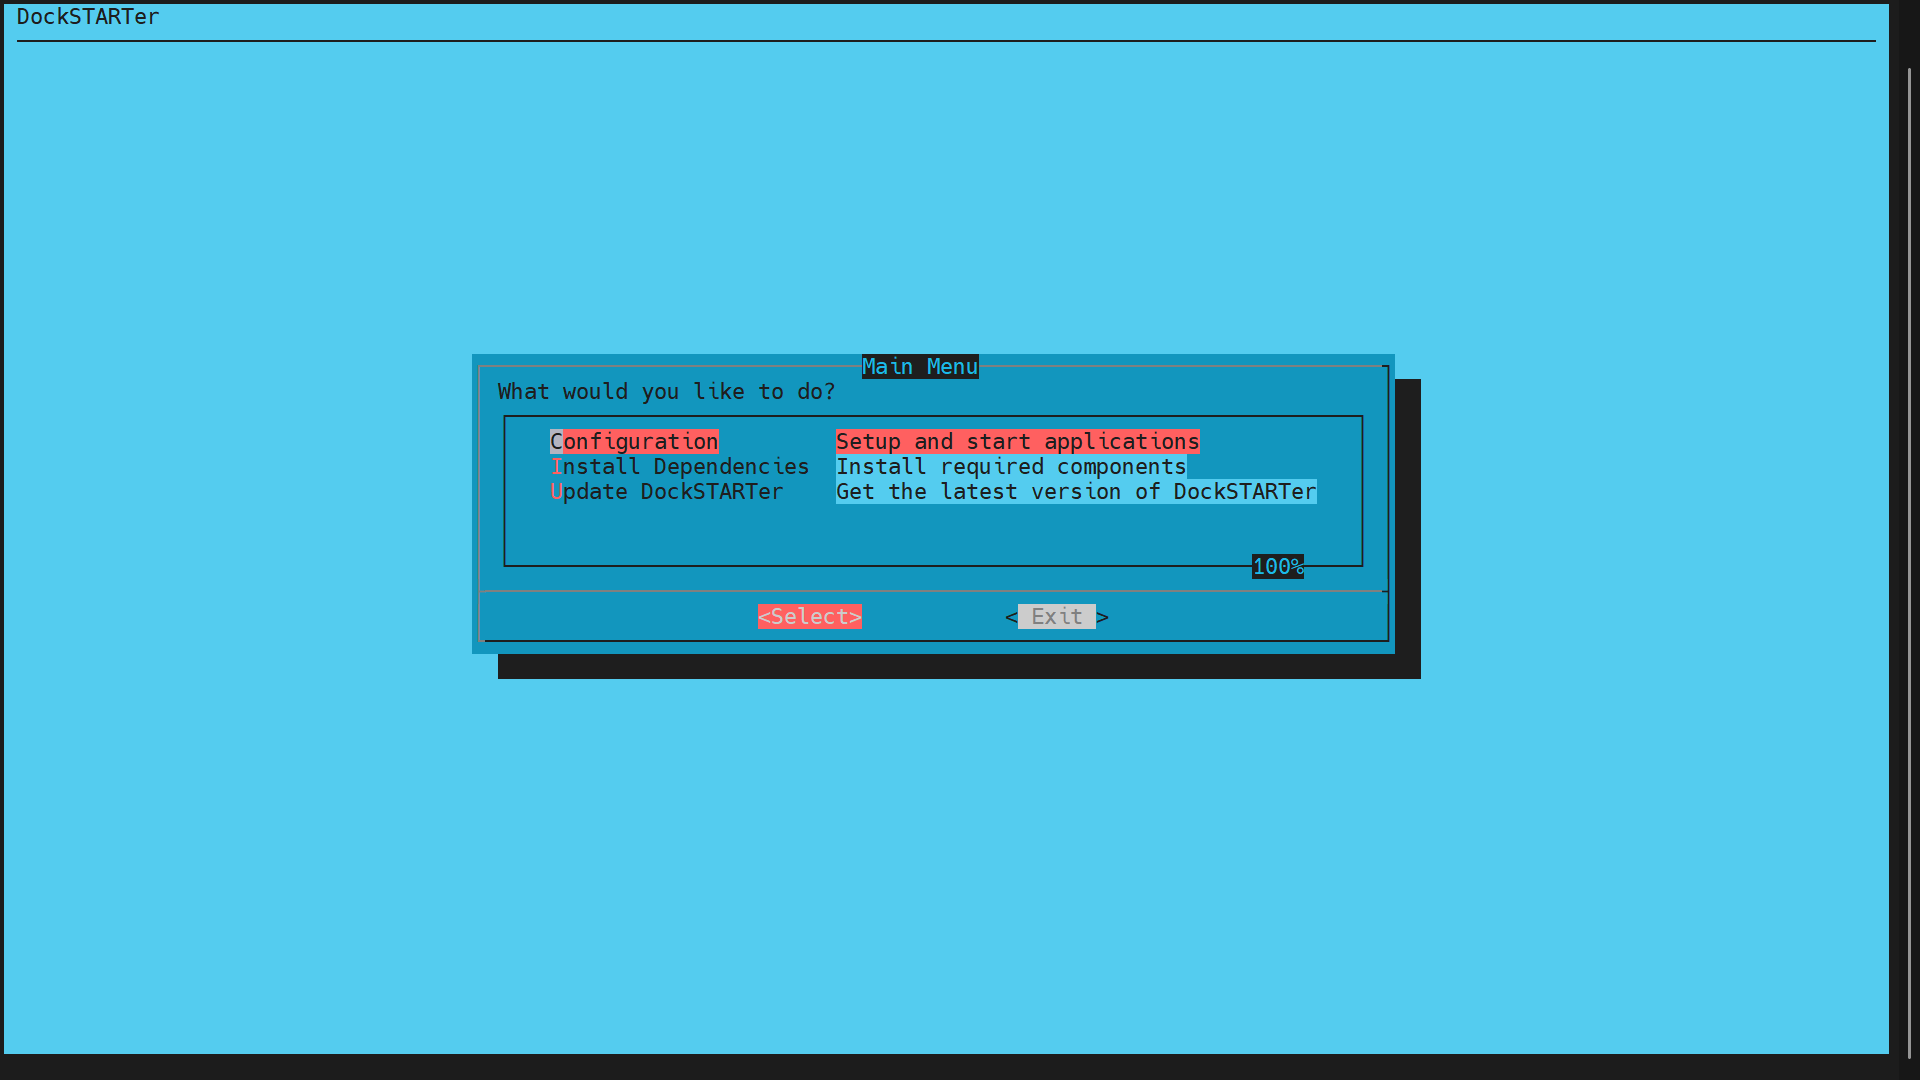 DockSTARTer
Main Menu
What would you like to do?
Configuration Setup and start applications
Install Dependencies Install required components
Update DockSTARTer Get the latest version of DockSTARTer
100%
<Select> < Exit >